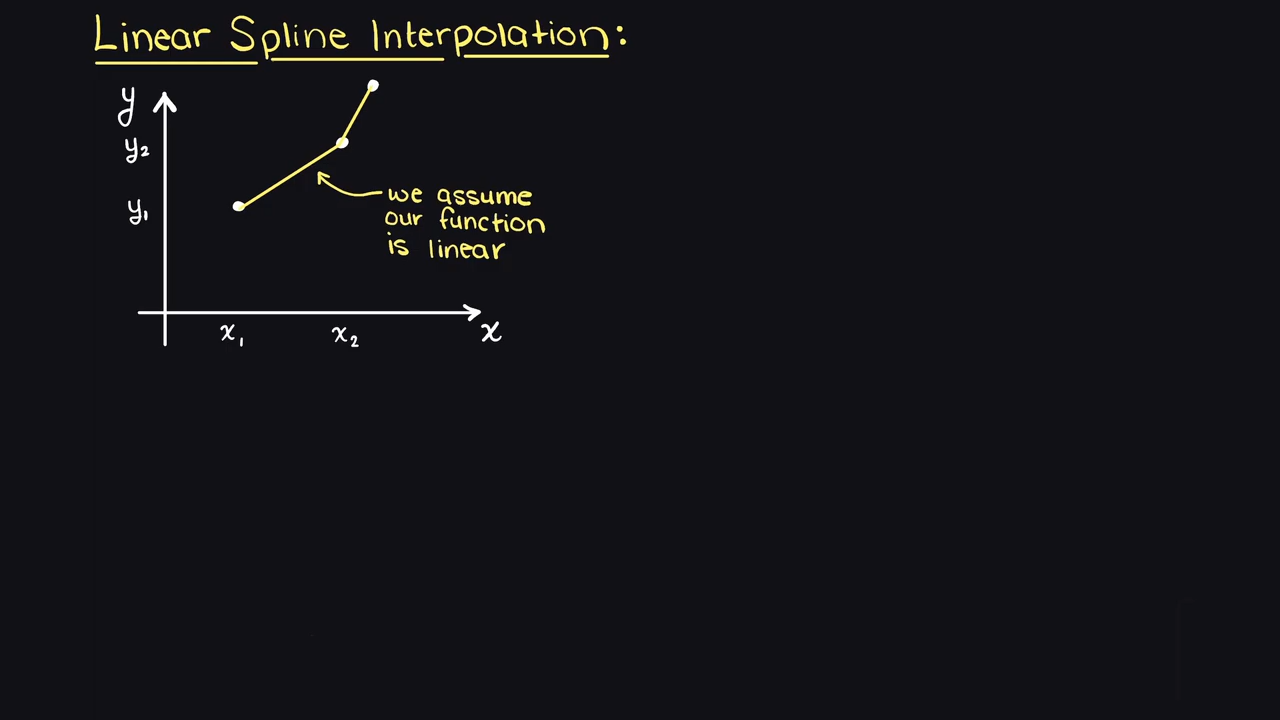 Linear Spline Interpolation:
y
y₂
y₁
we assume
our function
is linear
x₁ x₂ x